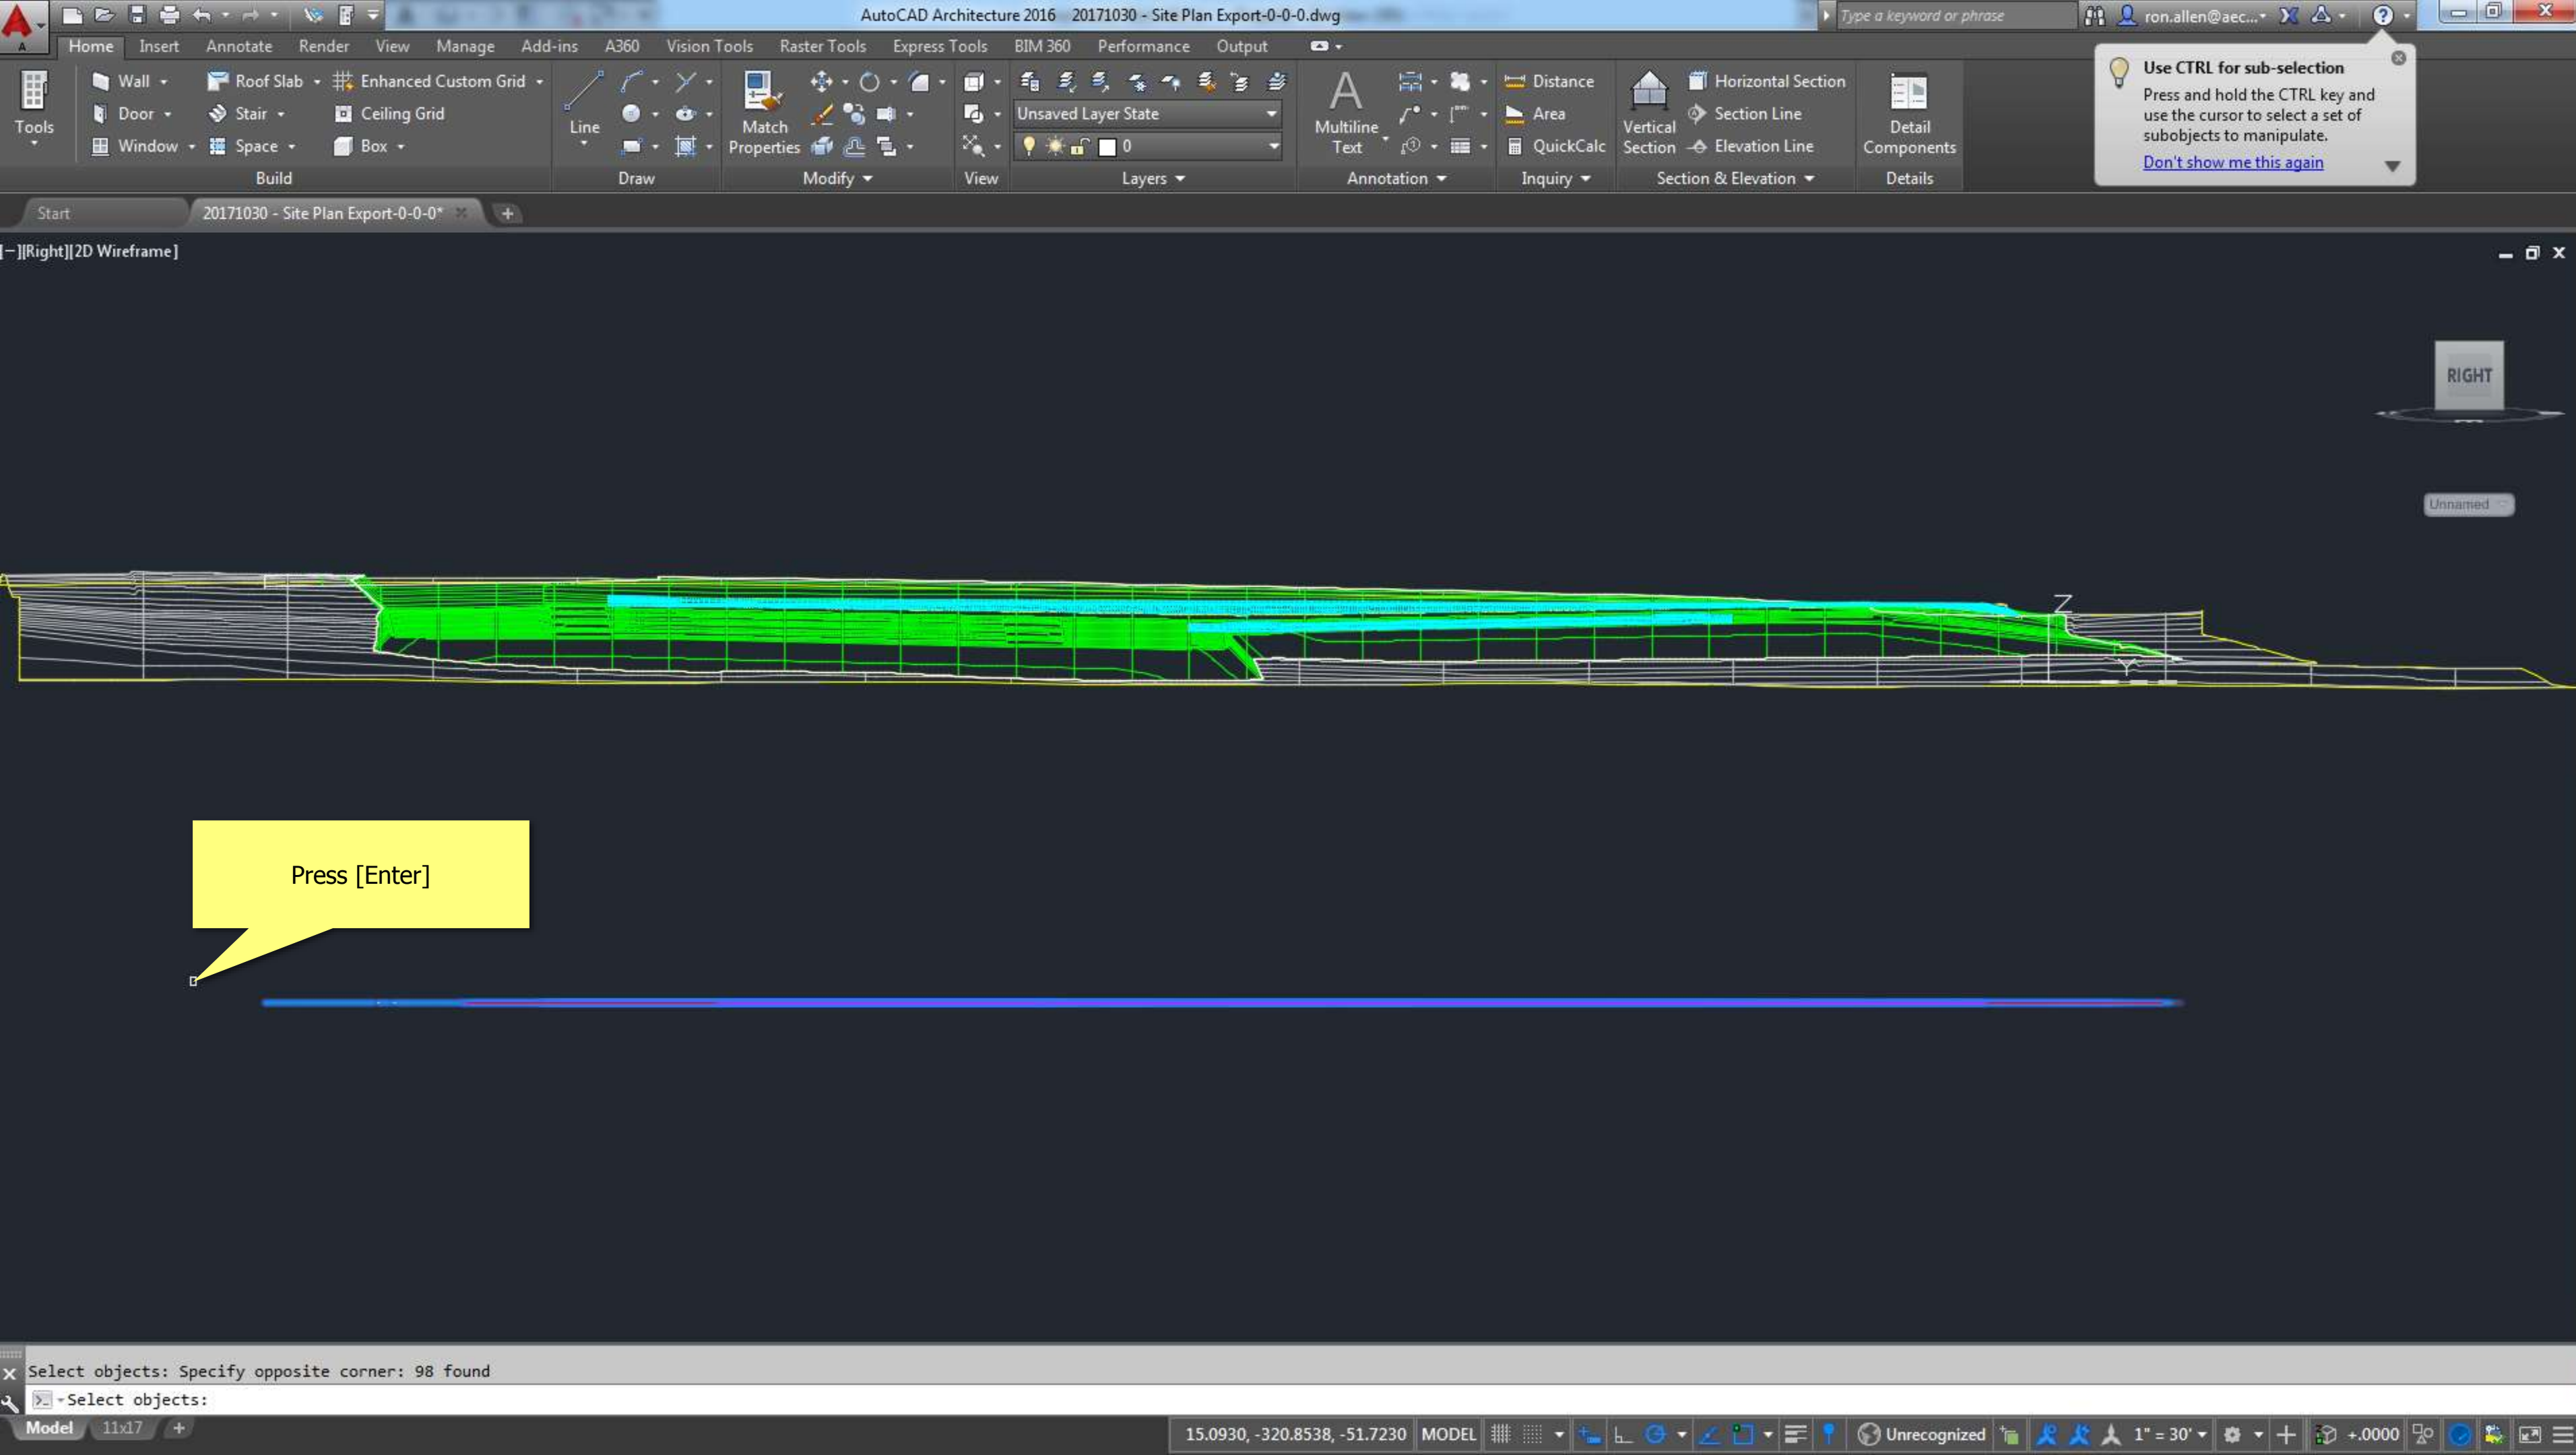 AutoCAD Architecture 2016 20171030 - Site Plan Export-0-0-0.dwg
Type a keyword or phrase
ron.allen@aec...
Home Insert Annotate Render View Manage Add-ins A360 Vision Tools Raster Tools Express Tools BIM 360 Performance Output
Tools
Wall
Door
Window
Roof Slab
Stair
Space
Enhanced Custom Grid
Ceiling Grid
Box
Build
Line
Draw
Match
Properties
Modify
View
Unsaved Layer State
0
Layers
A
Multiline
Text
Annotation
Distance
Area
QuickCalc
Inquiry
Vertical
Section
Horizontal Section
Section Line
Elevation Line
Section & Elevation
Detail
Components
Details
Use CTRL for sub-selection
Press and hold the CTRL key and
use the cursor to select a set of
subobjects to manipulate.
Don't show me this again
Start
20171030 - Site Plan Export-0-0-0*
[−][Right][2D Wireframe]
RIGHT
Unnamed
Z
Y
Press [Enter]
Select objects: Specify opposite corner: 98 found
Select objects:
Model 11x17 +
15.0930, -320.8538, -51.7230 MODEL Unrecognized 1" = 30' +.0000